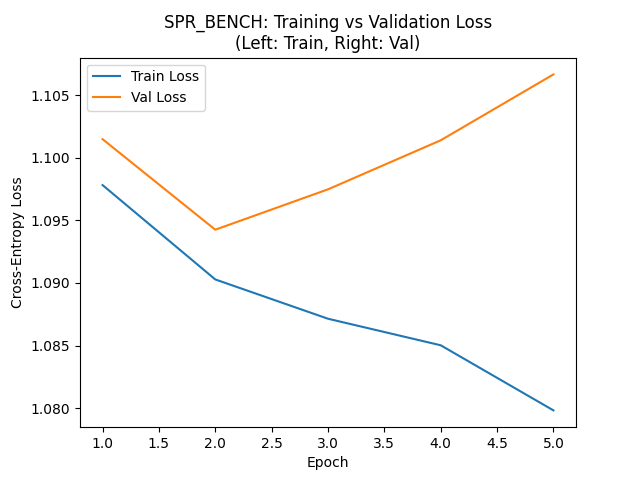 SPR_BENCH: Training vs Validation Loss
(Left: Train, Right: Val)
Train Loss
Val Loss
Cross-Entropy Loss
1.105
1.100
1.095
1.090
1.085
1.080
1.0 1.5 2.0 2.5 3.0 3.5 4.0 4.5 5.0
Epoch